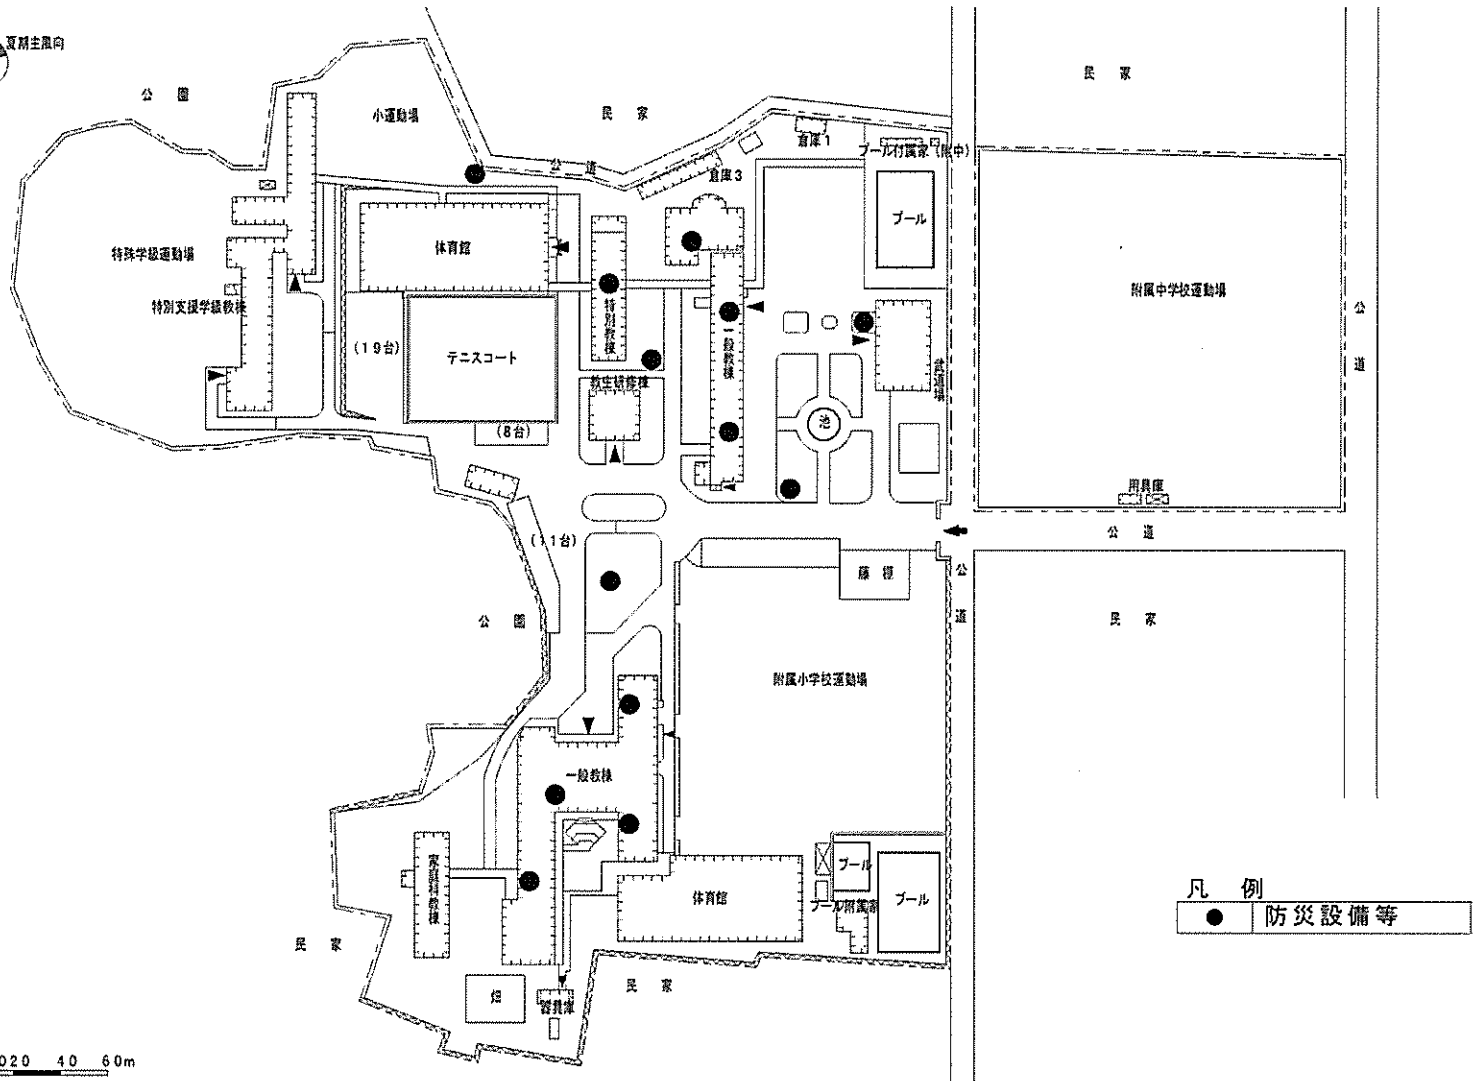 夏期主風向
公 園
小運動場
民 家
民 家
公 道
倉庫1
プール付属家(附中)
倉庫3
プール
体育館
特殊学級運動場
特別支援学級教棟
附属中学校運動場
公道
特別教棟
一般教棟
(19台)
テニスコート
教生研修棟
武道場
池
(8台)
用具庫
(11台)
公 道
藤 棚
公道
公 園
民 家
附属小学校運動場
一般教棟
家庭科教棟
体育館
プール
プール
プール附属家
凡 例
防災設備等
民 家
民 家
畑
器具庫
020 40 60m